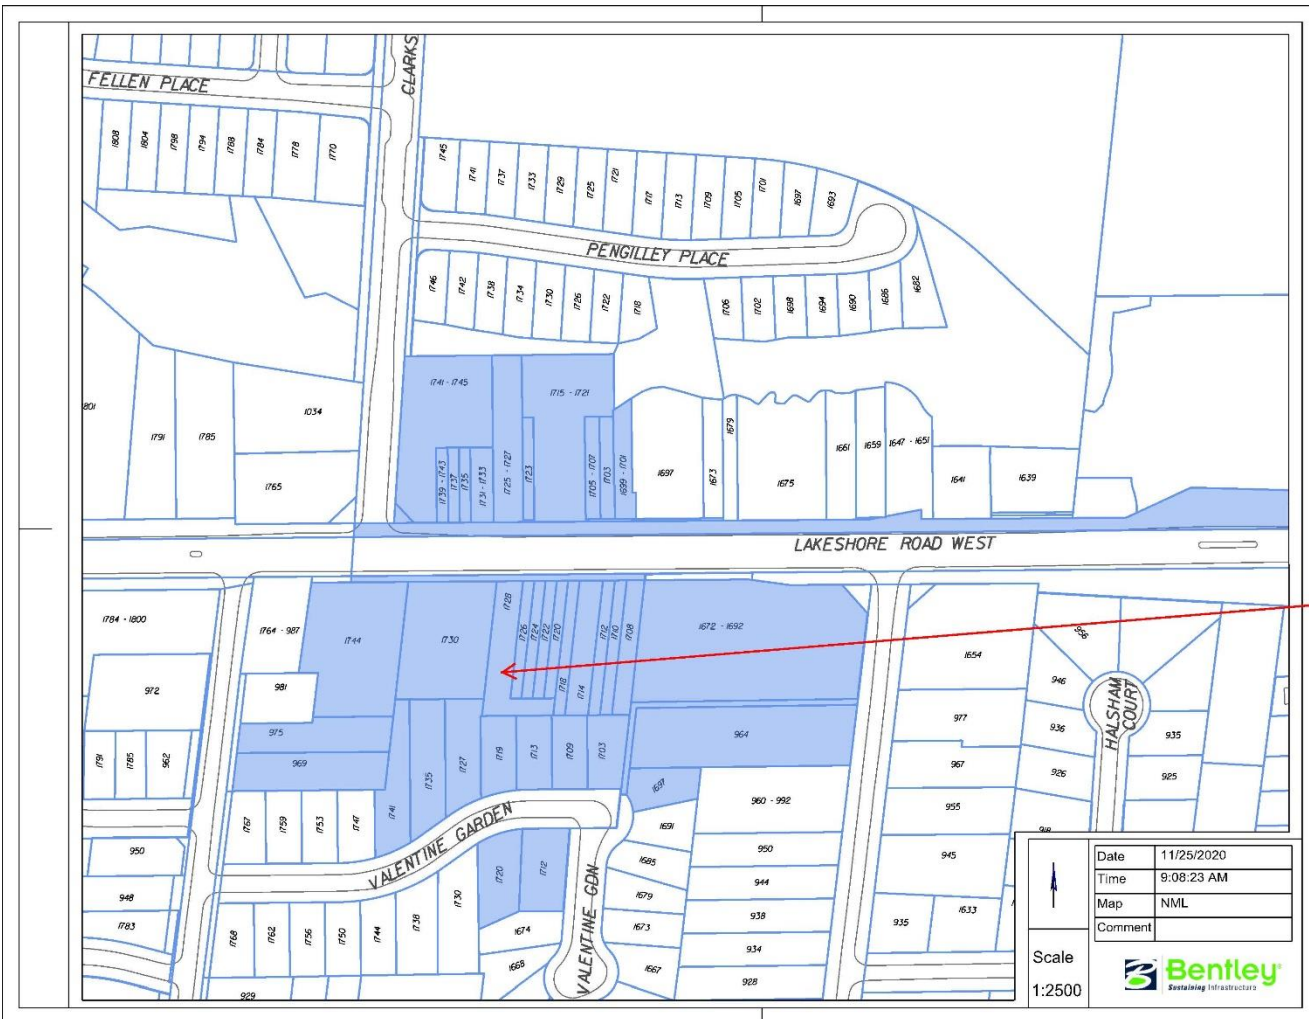 CLARKS
FELLEN PLACE
1808 1804 1798 1794 1788 1784 1778 1770
1745 1741 1737 1733 1729 1725 1721 1717 1713 1709 1705 1701 1697 1693
PENGILLEY PLACE
1746 1742 1738 1734 1730 1726 1722 1718 1706 1702 1698 1694 1690 1686 1682
1741 - 1745 1715 - 1721
1801 1791 1785 1034
1765
1739 - 1743 1737 1735 1731 - 1733 1725 - 1727 1723 1705 - 1707 1703 1699 - 1701
1697 1673 1679 1675 1661 1659 1647 - 1651 1641 1639
LAKESHORE ROAD WEST
1784 - 1800 1764 - 987 1744 1730 1728 1726 1724 1722 1720 1718 1714 1712 1710 1708 1672 - 1692 1654 956
972 981 946
975 977 936 HALSHAM COURT 935
969 964 967 926 925
1791 1785 962 1741 1735 1727 1719 1713 1709 1703 1697 960 - 992 955 918
1767 1759 1753 1747 VALENTINE GARDEN 1691
950 1685 950 945
948 1720 1712 1679 944
1783 1768 1762 1756 1750 1744 1738 1730 1674 VALENTINE GDN 1673 938 935 1633
934
1668 1667 928
929
Date 11/25/2020
Time 9:08:23 AM
Map NML
Comment
Scale
1:2500
Bentley
Sustaining Infrastructure